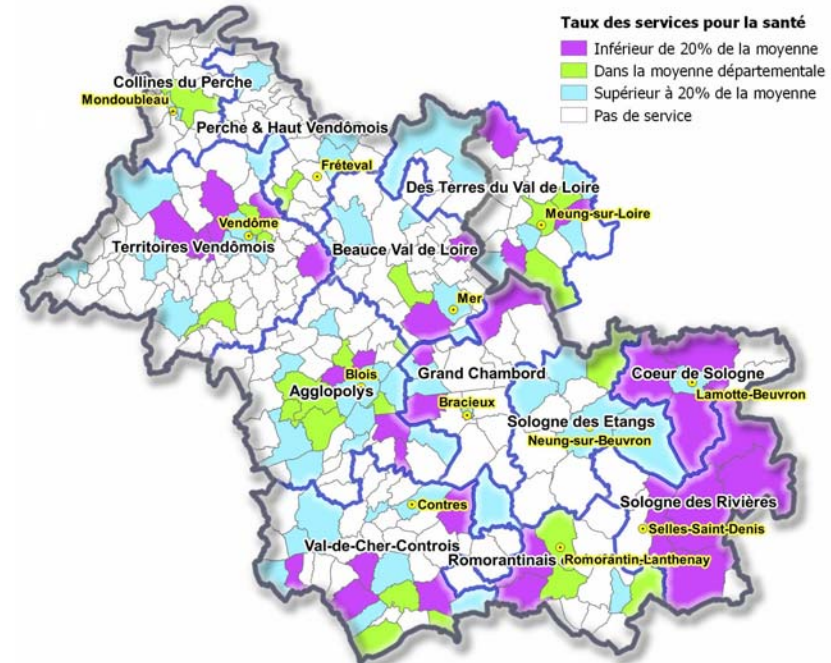 Taux des services pour la santé
Inférieur de 20% de la moyenne
Dans la moyenne départementale
Supérieur à 20% de la moyenne
Pas de service
Collines du Perche
Mondoubleau
Perche & Haut Vendômois
Fréteval
Des Terres du Val de Loire
Meung-sur-Loire
Vendôme
Territoires Vendômois
Beauce Val de Loire
Mer
Blois
Agglopolys
Grand Chambord
Coeur de Sologne
Lamotte-Beuvron
Bracieux
Sologne des Etangs
Neung-sur-Beuvron
Contres
Sologne des Rivières
Selles-Saint-Denis
Val-de-Cher-Controis
Romorantinais
Romorantin-Lanthenay